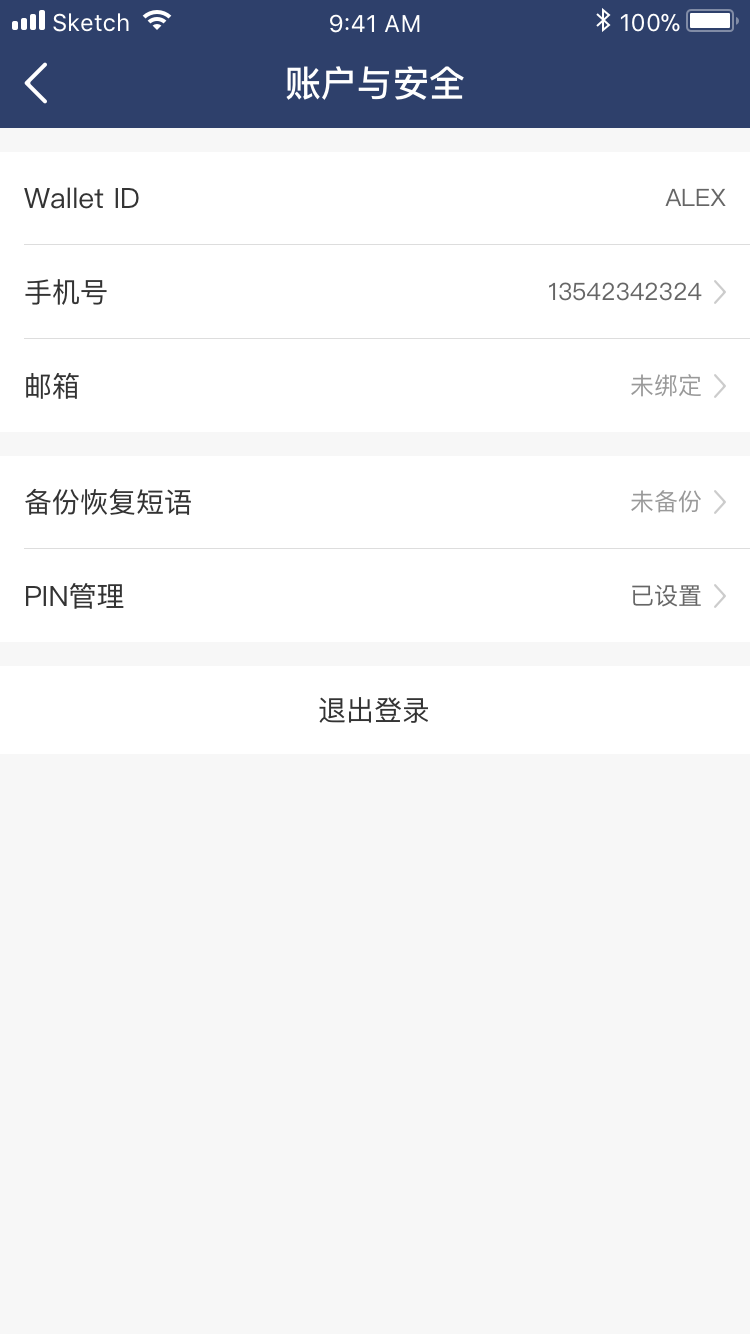 Sketch 9:41 AM 100%
账户与安全
Wallet ID ALEX
手机号 13542342324
邮箱 未绑定
备份恢复短语 未备份
PIN管理 已设置
退出登录